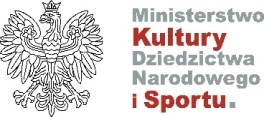 Ministerstwo
Kultury
Dziedzictwa
Narodowego
i Sportu.